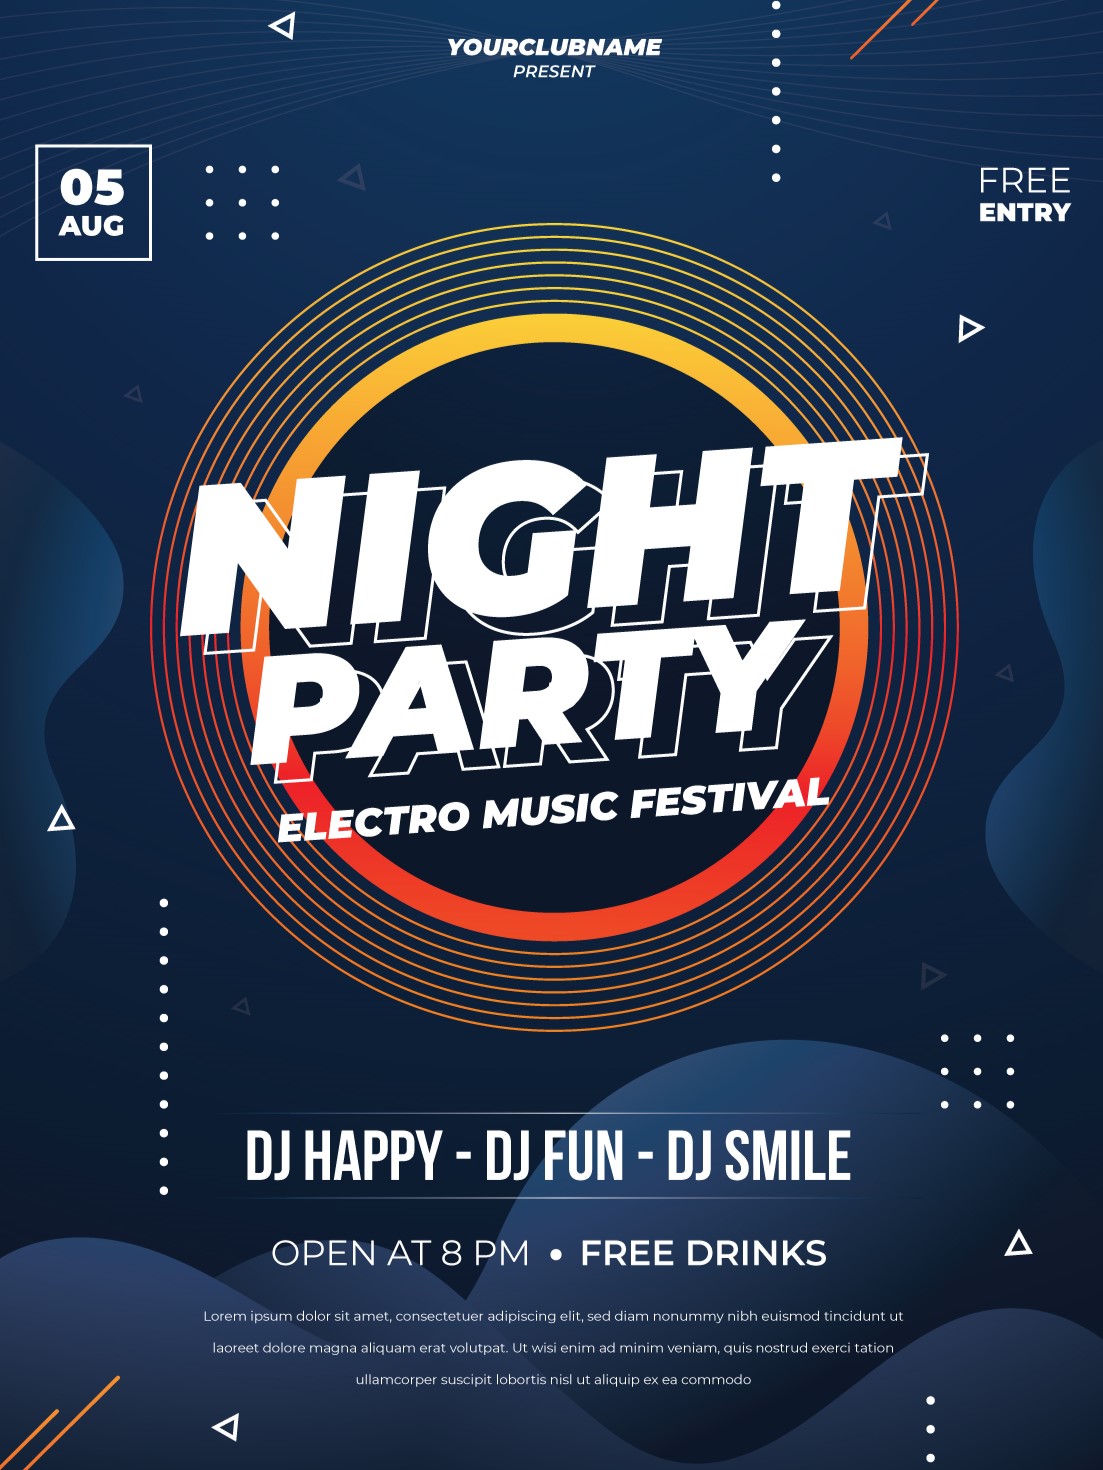 YOURCLUBNAME
PRESENT
05
AUG
FREE
ENTRY
NIGHT
PARTY
ELECTRO MUSIC FESTIVAL
DJ HAPPY - DJ FUN - DJ SMILE
OPEN AT 8 PM • FREE DRINKS
Lorem ipsum dolor sit amet, consectetuer adipiscing elit, sed diam nonummy nibh euismod tincidunt ut
laoreet dolore magna aliquam erat volutpat. Ut wisi enim ad minim veniam, quis nostrud exerci tation
ullamcorper suscipit lobortis nisl ut aliquip ex ea commodo